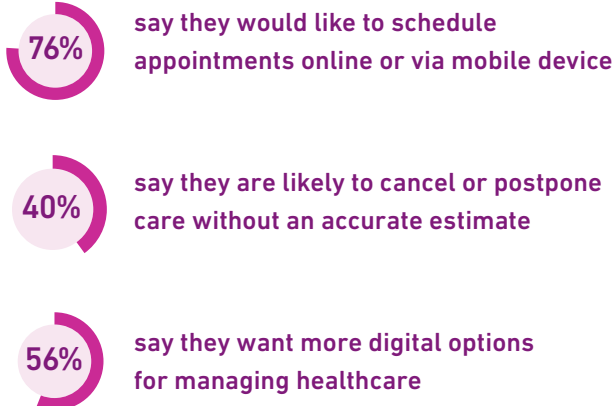 76%
say they would like to schedule
appointments online or via mobile device
40%
say they are likely to cancel or postpone
care without an accurate estimate
56%
say they want more digital options
for managing healthcare